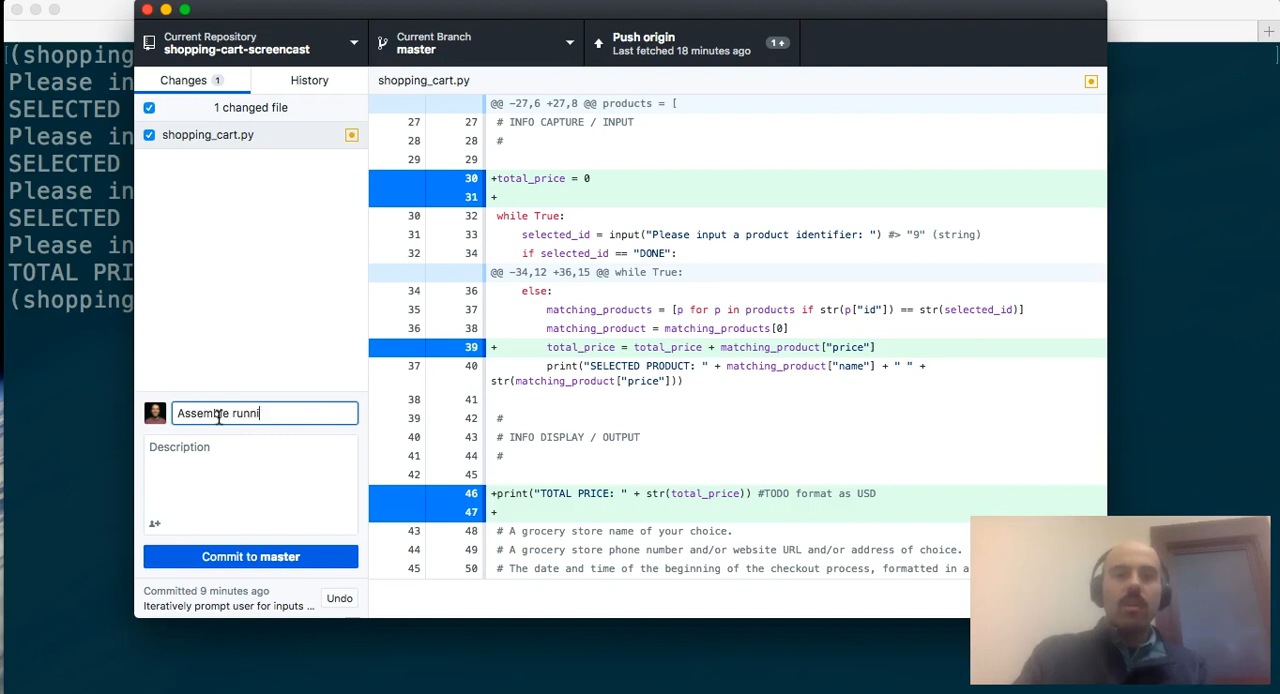 (shopping
Please in
SELECTED
Please in
SELECTED
Please in
SELECTED
Please in
TOTAL PRI
(shopping
Current Repository
shopping-cart-screencast
Current Branch
master
Push origin
Last fetched 18 minutes ago
1
Changes 1
History
shopping_cart.py
1 changed file
shopping_cart.py
@@ -27,6 +27,8 @@ products = [
27 27 # INFO CAPTURE / INPUT
28 28 #
29 29
30 +total_price = 0
31 +
30 32 while True:
31 33 selected_id = input("Please input a product identifier: ") #> "9" (string)
32 34 if selected_id == "DONE":
@@ -34,12 +36,15 @@ while True:
34 36 else:
35 37 matching_products = [p for p in products if str(p["id"]) == str(selected_id)]
36 38 matching_product = matching_products[0]
39 + total_price = total_price + matching_product["price"]
37 40 print("SELECTED PRODUCT: " + matching_product["name"] + " " +
str(matching_product["price"]))
38 41
39 42 #
40 43 # INFO DISPLAY / OUTPUT
41 44 #
42 45
46 +print("TOTAL PRICE: " + str(total_price)) #TODO format as USD
47 +
43 48 # A grocery store name of your choice.
44 49 # A grocery store phone number and/or website URL and/or address of choice.
45 50 # The date and time of the beginning of the checkout process, formatted in a
Assemble runni
Description
Commit to master
Committed 9 minutes ago
Iteratively prompt user for inputs ...
Undo